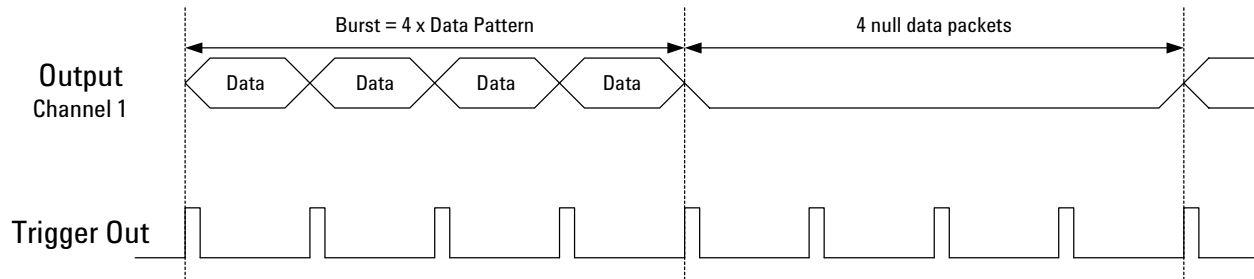 Burst = 4 x Data Pattern
4 null data packets
Output
Channel 1
Data
Data
Data
Data
Trigger Out